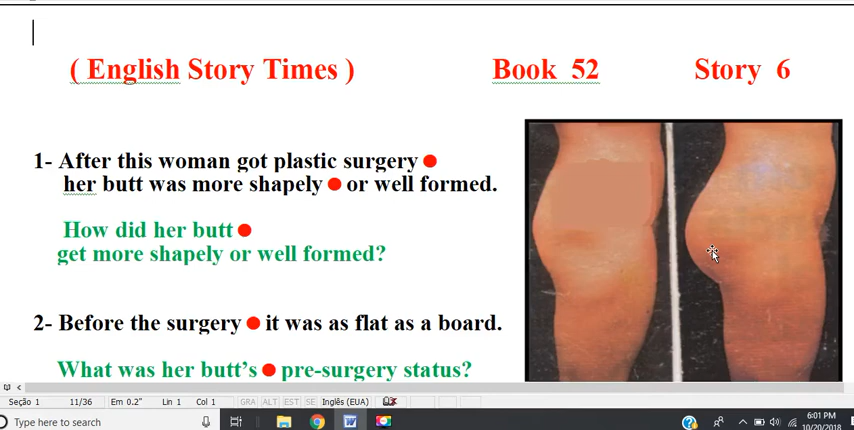 ( English Story Times ) Book 52 Story 6
1- After this woman got plastic surgery
her butt was more shapely or well formed.
How did her butt
get more shapely or well formed?
2- Before the surgery it was as flat as a board.
What was her butt's pre-surgery status?
Seção 1 11/36 Em 0.2" Lin 1 Col 1 GRA ALT EST SE Inglês (EUA)
Type here to search 6:01 PM
10/20/2018